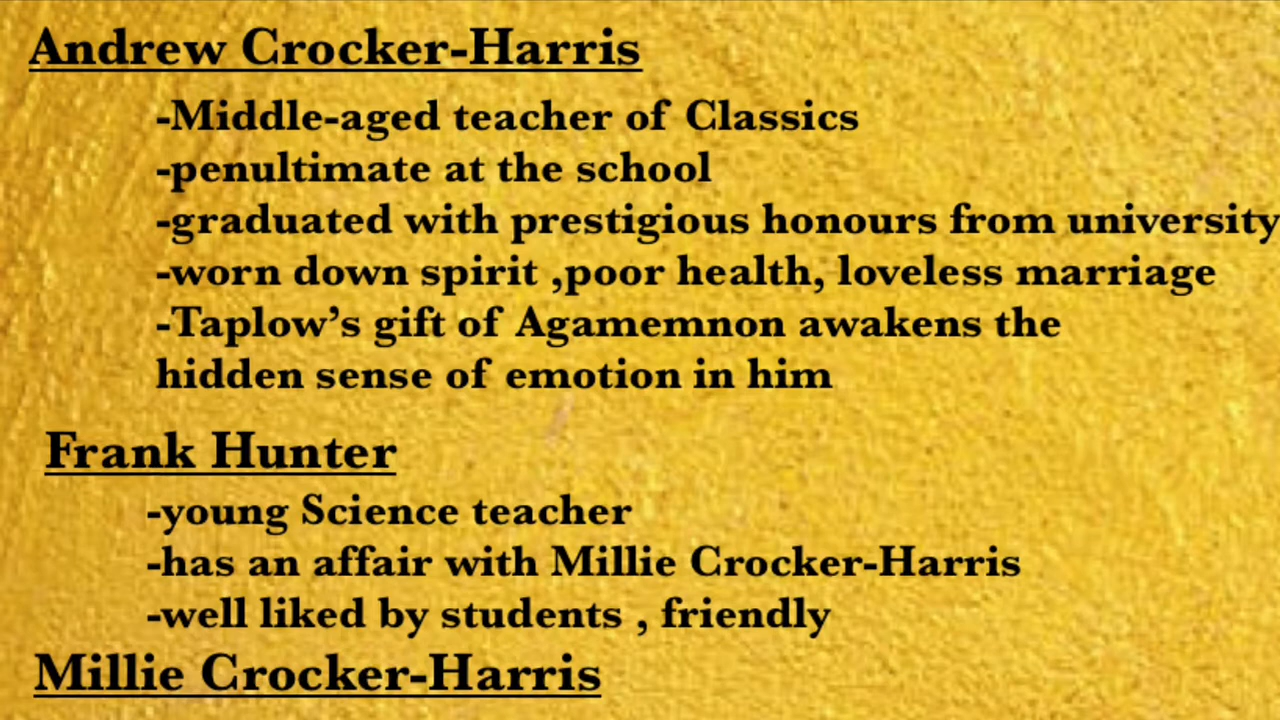 Andrew Crocker-Harris
-Middle-aged teacher of Classics
-penultimate at the school
-graduated with prestigious honours from university
-worn down spirit ,poor health, loveless marriage
-Taplow’s gift of Agamemnon awakens the
hidden sense of emotion in him
Frank Hunter
-young Science teacher
-has an affair with Millie Crocker-Harris
-well liked by students , friendly
Millie Crocker-Harris